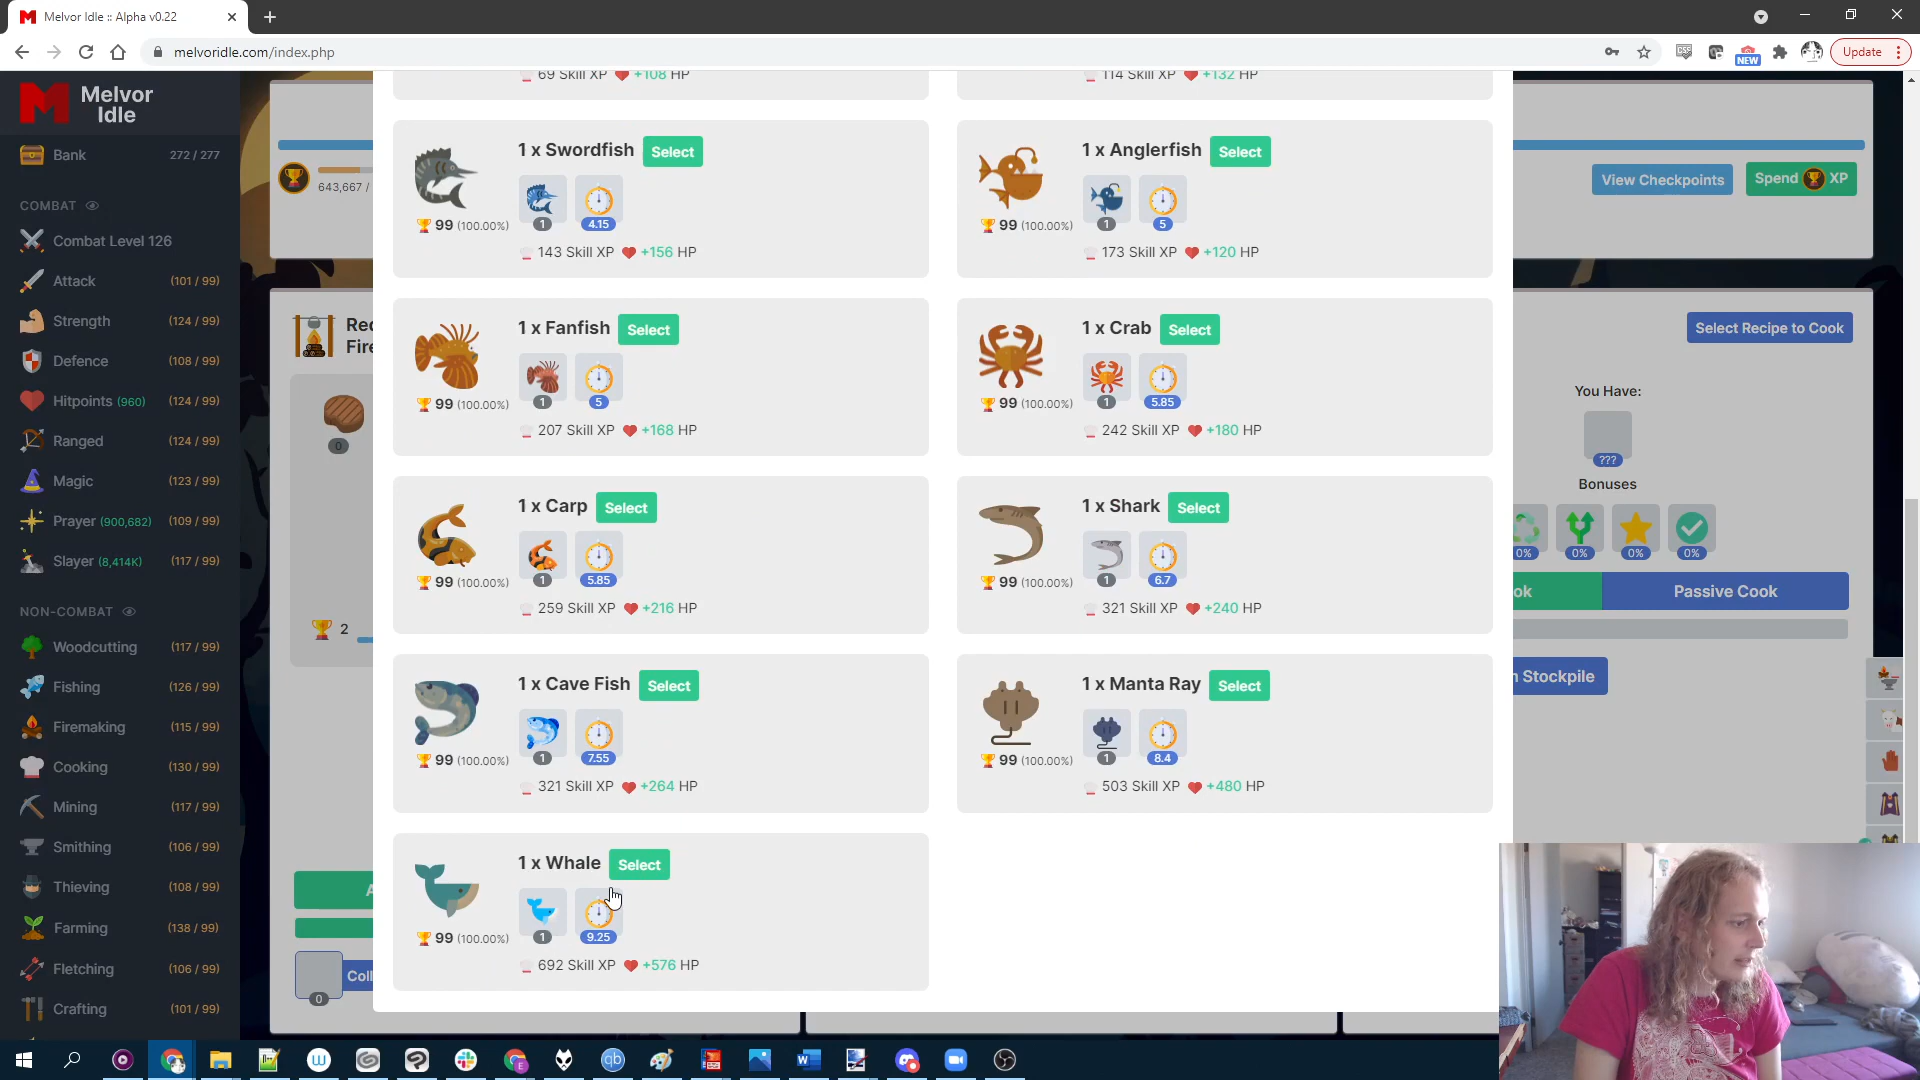 Melvor Idle :: Alpha v0.22
melvoridle.com/index.php
NEW
Update
Melvor
Idle
Bank 272 / 277
COMBAT
Combat Level 126
Attack (101 / 99)
Strength (124 / 99)
Defence (108 / 99)
Hitpoints (960) (124 / 99)
Ranged (124 / 99)
Magic (123 / 99)
Prayer (900,682) (109 / 99)
Slayer (8,414K) (117 / 99)
NON-COMBAT
Woodcutting (117 / 99)
Fishing (126 / 99)
Firemaking (115 / 99)
Cooking (130 / 99)
Mining (117 / 99)
Smithing (106 / 99)
Thieving (108 / 99)
Farming (138 / 99)
Fletching (106 / 99)
Crafting (101 / 99)
643,667 /
0
2
0
69 Skill XP +108 HP
114 Skill XP +132 HP
1 x Swordfish Select
1 4.15
99 (100.00%)
143 Skill XP +156 HP
1 x Anglerfish Select
1 5
99 (100.00%)
173 Skill XP +120 HP
1 x Fanfish Select
1 5
99 (100.00%)
207 Skill XP +168 HP
1 x Crab Select
1 5.85
99 (100.00%)
242 Skill XP +180 HP
1 x Carp Select
1 5.85
99 (100.00%)
259 Skill XP +216 HP
1 x Shark Select
1 6.7
99 (100.00%)
321 Skill XP +240 HP
1 x Cave Fish Select
1 7.55
99 (100.00%)
321 Skill XP +264 HP
1 x Manta Ray Select
1 8.4
99 (100.00%)
503 Skill XP +480 HP
1 x Whale Select
1 9.25
99 (100.00%)
692 Skill XP +576 HP
View Checkpoints
Spend XP
Select Recipe to Cook
You Have:
???
Bonuses
0% 0% 0% 0%
Passive Cook
Stockpile